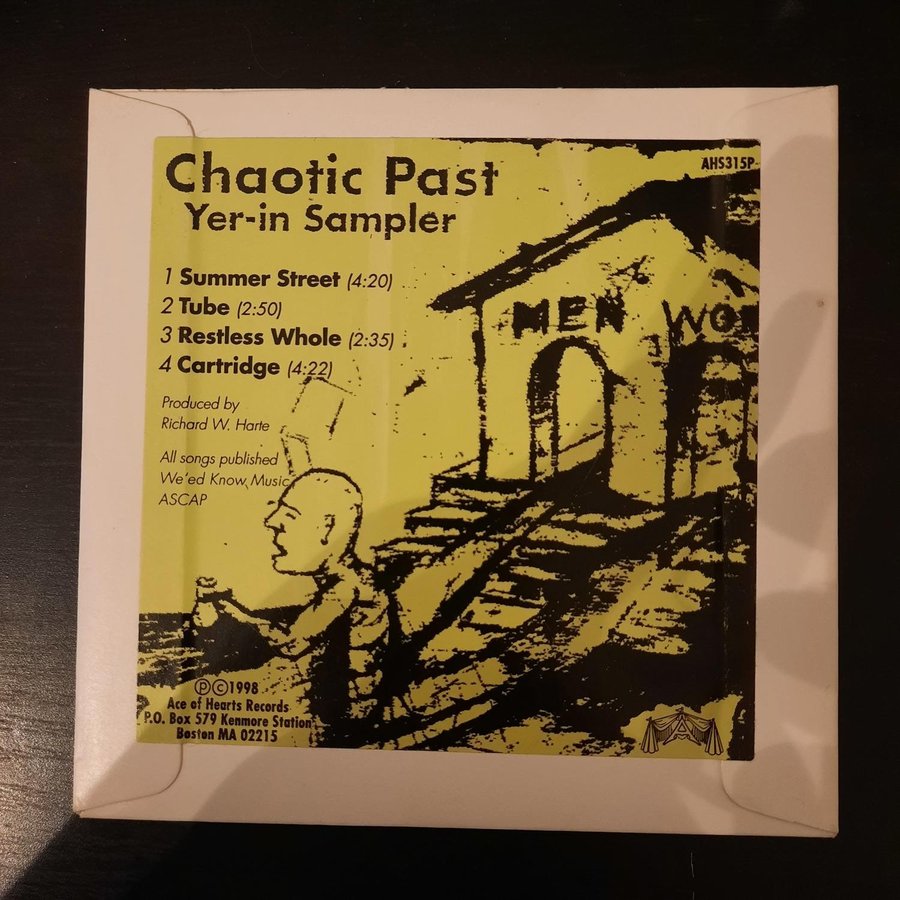 Chaotic Past
Yer-in Sampler
AHS315P
1 Summer Street (4:20)
2 Tube (2:50)
3 Restless Whole (2:35)
4 Cartridge (4:22)
MEN WO
Produced by
Richard W. Harte
All songs published
We'ed Know Music
ASCAP
ⓅⒸ1998
Ace of Hearts Records
P.O. Box 579 Kenmore Station
Boston MA 02215